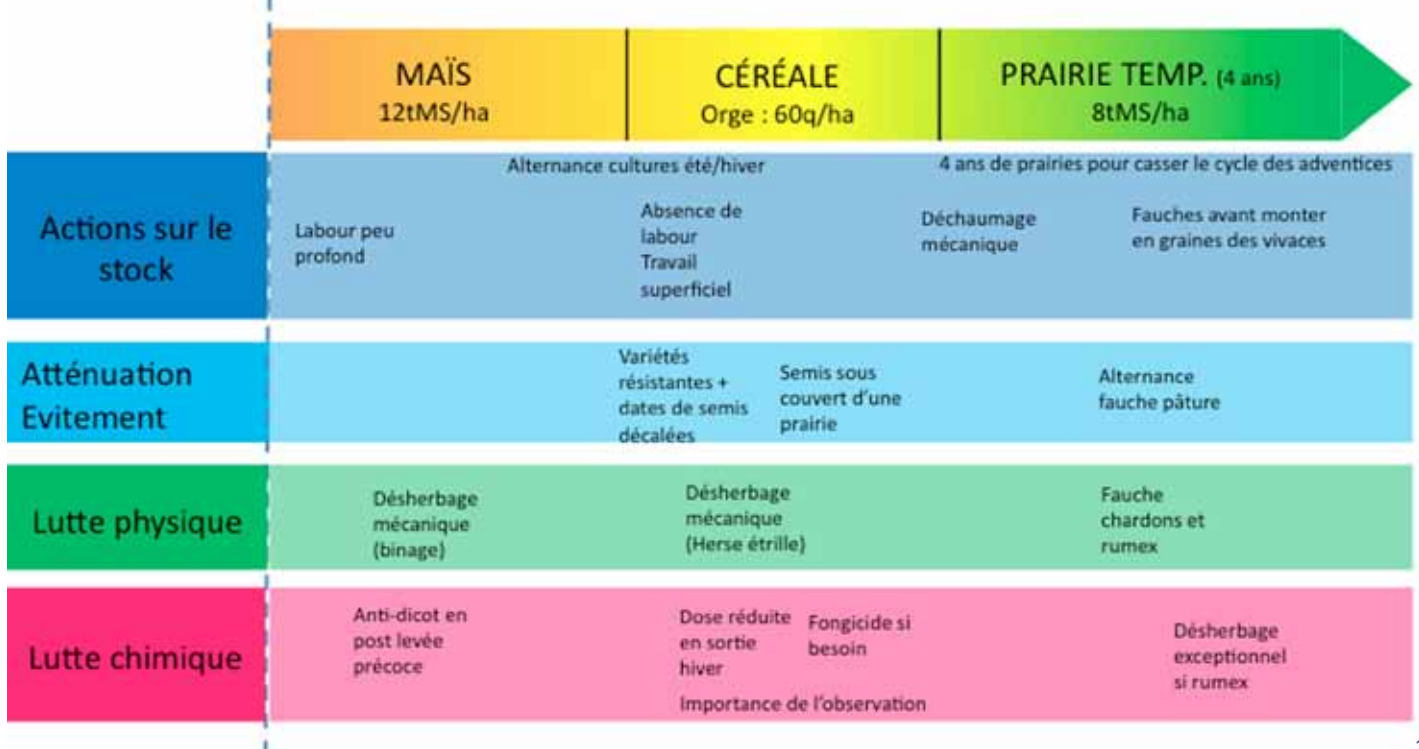 MAÏS
12tMS/ha
CÉRÉALE
Orge : 60q/ha
PRAIRIE TEMP. (4 ans)
8tMS/ha
Actions sur le
stock
Alternance cultures été/hiver
4 ans de prairies pour casser le cycle des adventices
Labour peu
profond
Absence de
labour
Travail
superficiel
Déchaumage
mécanique
Fauches avant monter
en graines des vivaces
Atténuation
Evitement
Variétés
résistantes +
dates de semis
décalées
Semis sous
couvert d'une
prairie
Alternance
fauche pâture
Lutte physique
Désherbage
mécanique
(binage)
Désherbage
mécanique
(Herse étrille)
Fauche
chardons et
rumex
Lutte chimique
Anti-dicot en
post levée
précoce
Dose réduite
en sortie
hiver
Fongicide si
besoin
Importance de l'observation
Désherbage
exceptionnel
si rumex